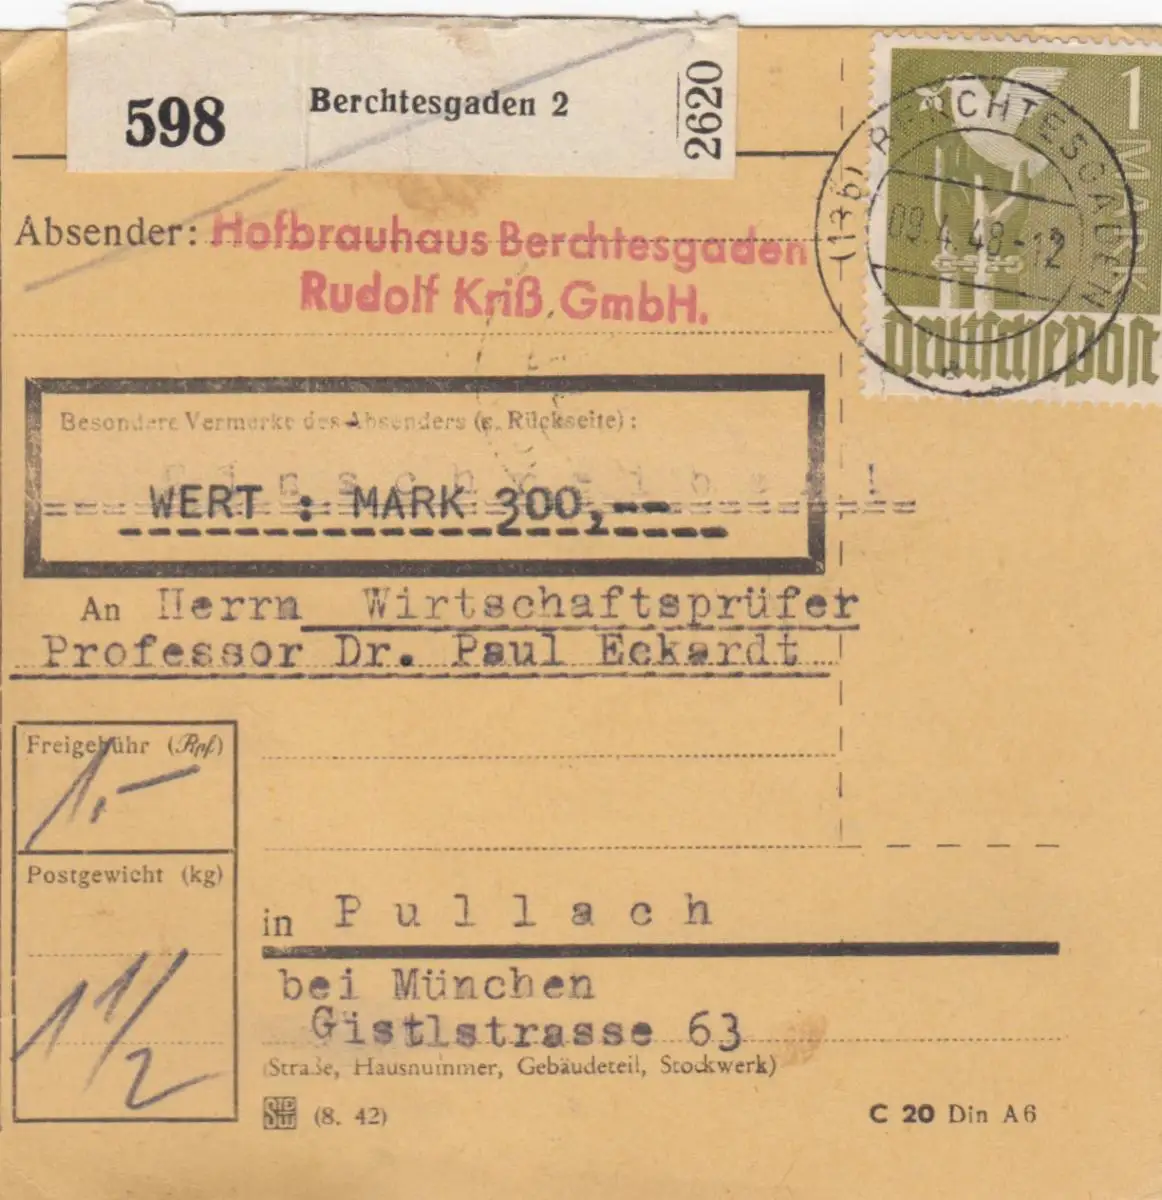 598
Berchtesgaden 2
2620
1 MARK
Deutsche Post
(13b) BERCHTESGADEN
09.4.48-12
Absender: Hofbrauhaus Berchtesgaden
Rudolf Kriß GmbH.
Besondere Vermerke des Absenders (s. Rückseite):
Einschreiben!
WERT : MARK 300,--
An Herrn Wirtschaftsprüfer
Professor Dr. Paul Eckardt
Freigebühr (Rpf)
1,-
Postgewicht (kg)
1 1/2
in Pullach
bei München
Gistlstrasse 63
(Straße, Hausnummer, Gebäudeteil, Stockwerk)
(8. 42)
C 20 Din A6